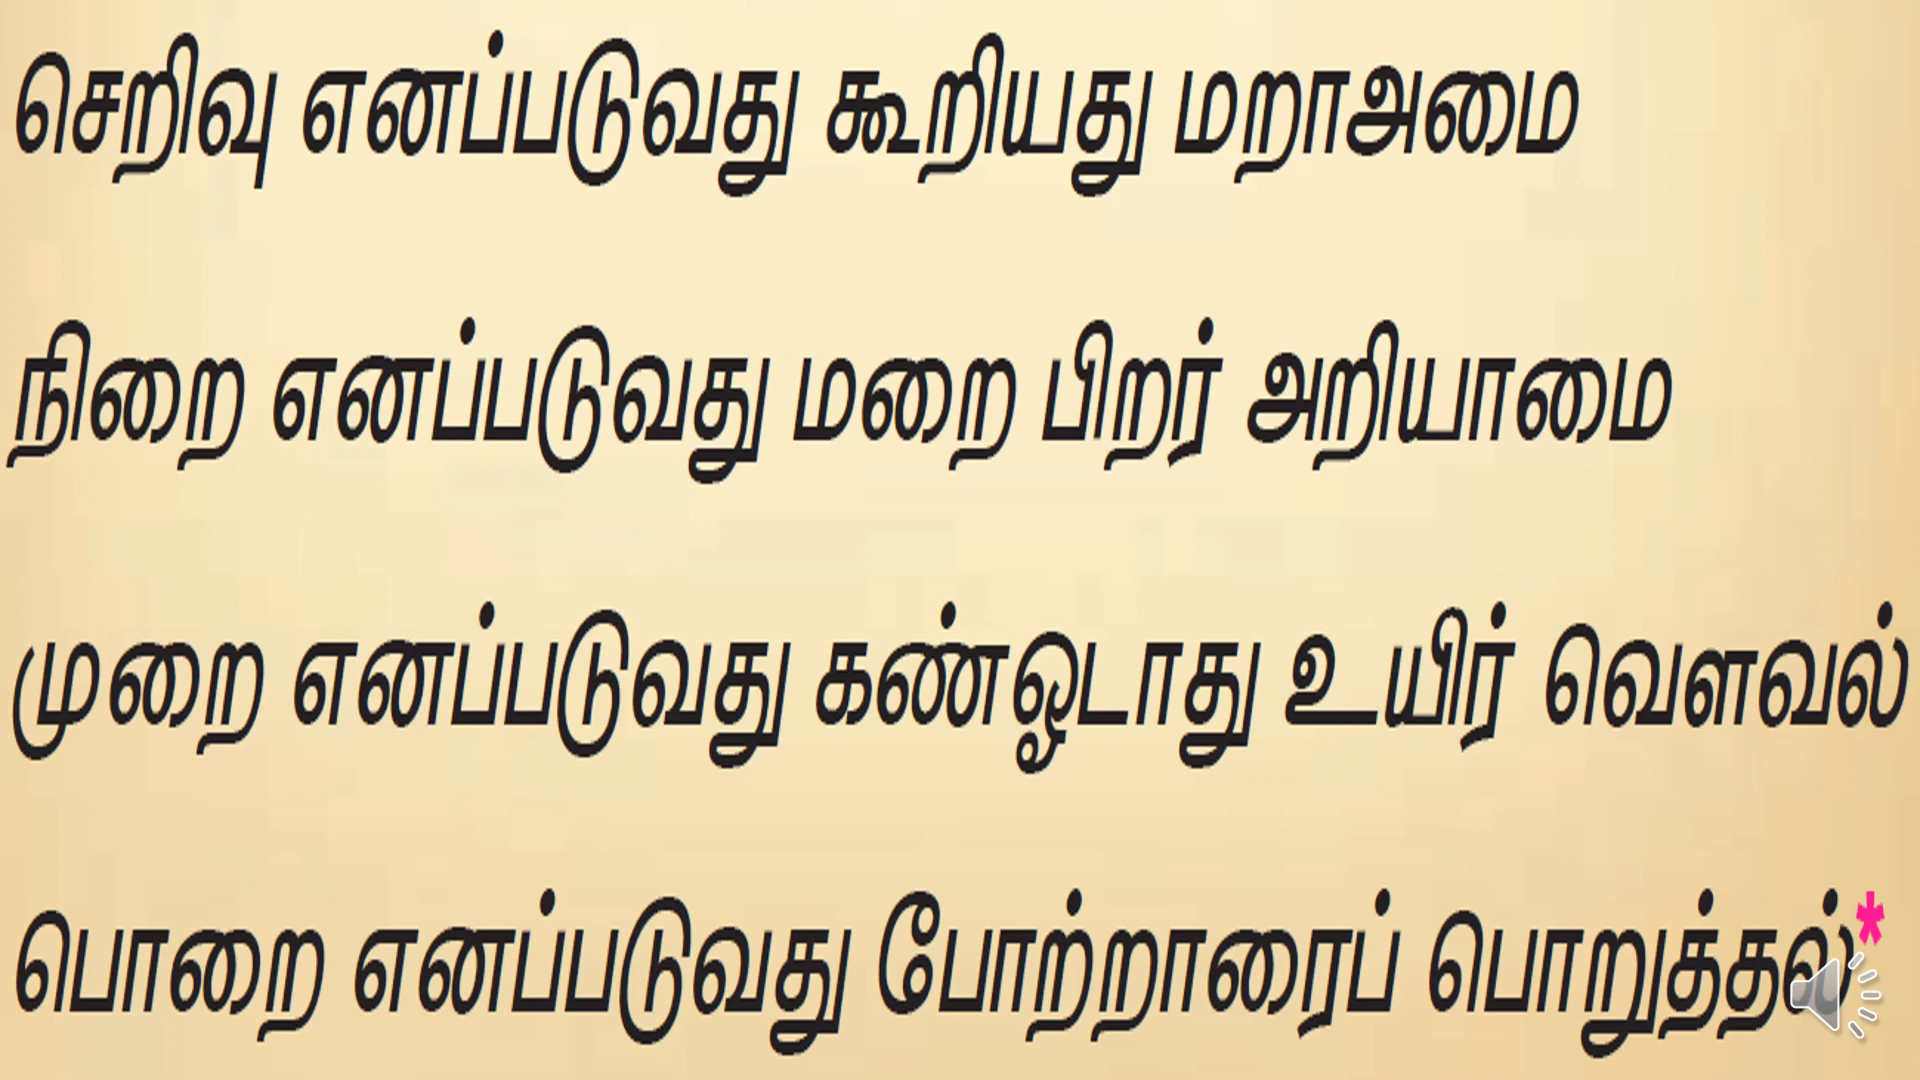 செறிவு எனப்படுவது கூறியது மறாஅமை
நிறை எனப்படுவது மறை பிறர் அறியாமை
முறை எனப்படுவது கண்ஓடாது உயிர் வெளவல்
பொறை எனப்படுவது போற்றாரைப் பொறுத்தல்*